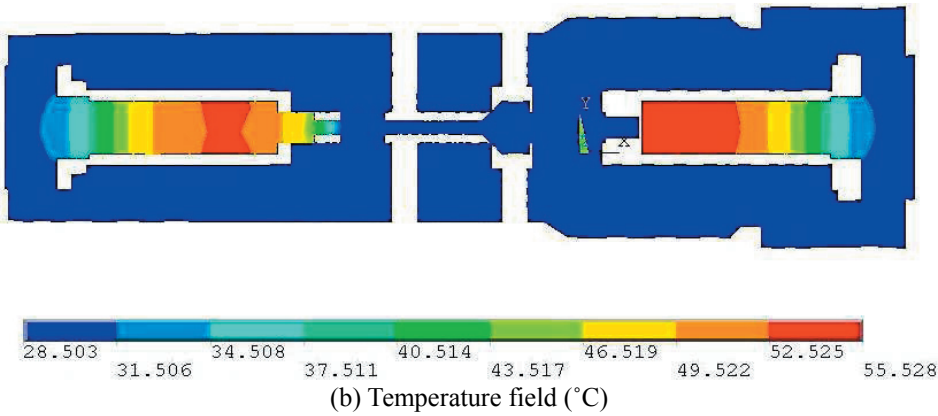 Y
X
28.503 34.508 40.514 46.519 52.525
31.506 37.511 43.517 49.522 55.528
(b) Temperature field (˚C)